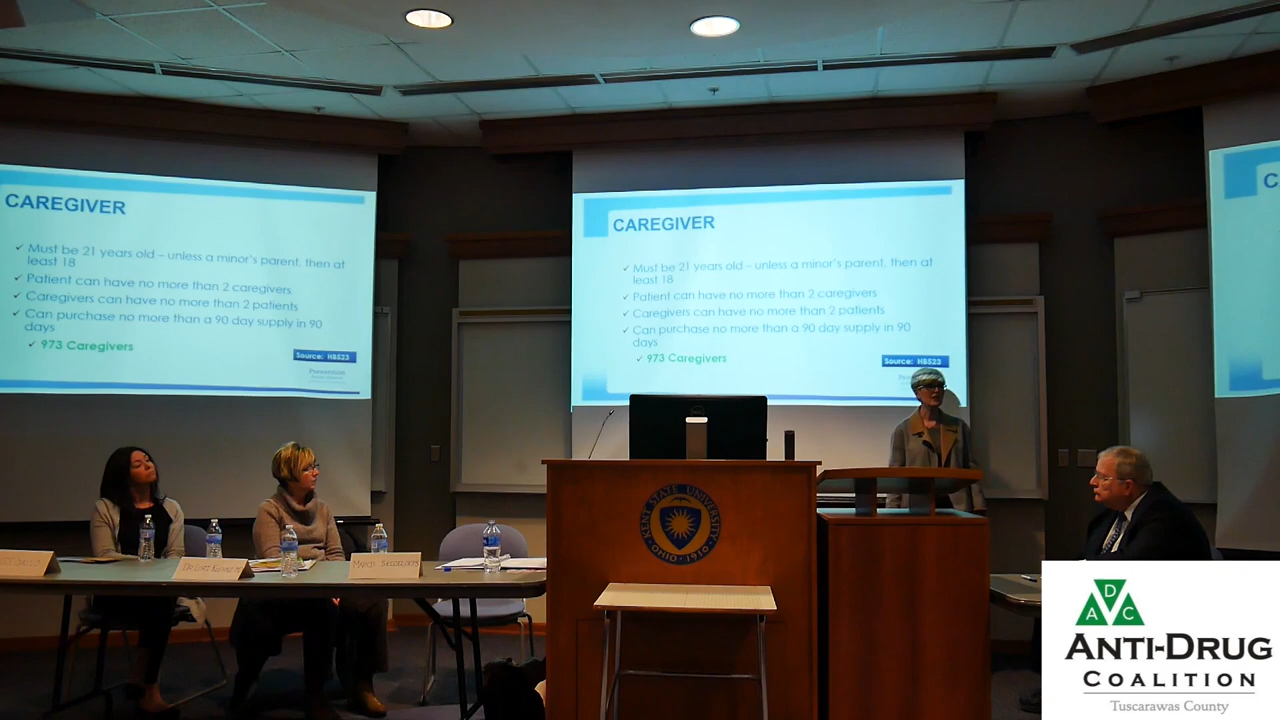 CAREGIVER
✓ Must be 21 years old – unless a minor's parent, then at
least 18
✓ Patient can have no more than 2 caregivers
✓ Caregivers can have no more than 2 patients
✓ Can purchase no more than a 90 day supply in 90
days
✓ 973 Caregivers
Source: HB523
Prevention
CAREGIVER
✓ Must be 21 years old – unless a minor's parent, then at
least 18
✓ Patient can have no more than 2 caregivers
✓ Caregivers can have no more than 2 patients
✓ Can purchase no more than a 90 day supply in 90
days
✓ 973 Caregivers
Source: HB523
C
KENT STATE UNIVERSITY
OHIO 1910
D
A C
ANTI-DRUG
COALITION
Tuscarawas County